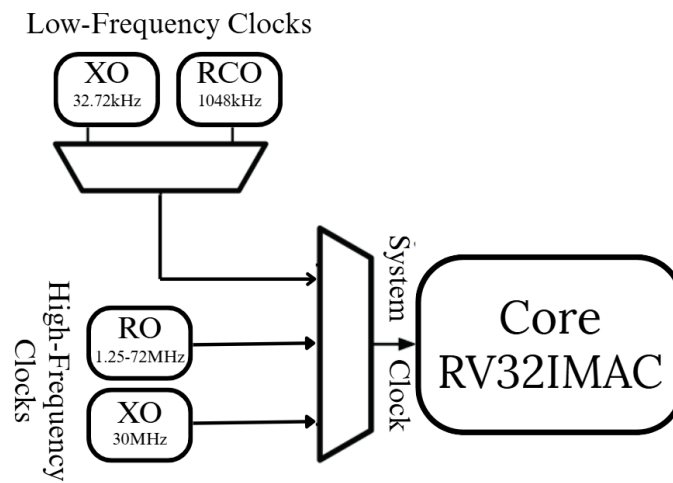 Low-Frequency Clocks
XO
32.72kHz
RCO
1048kHz
High-Frequency
Clocks
RO
1.25-72MHz
XO
30MHz
System
Clock
Core
RV32IMAC